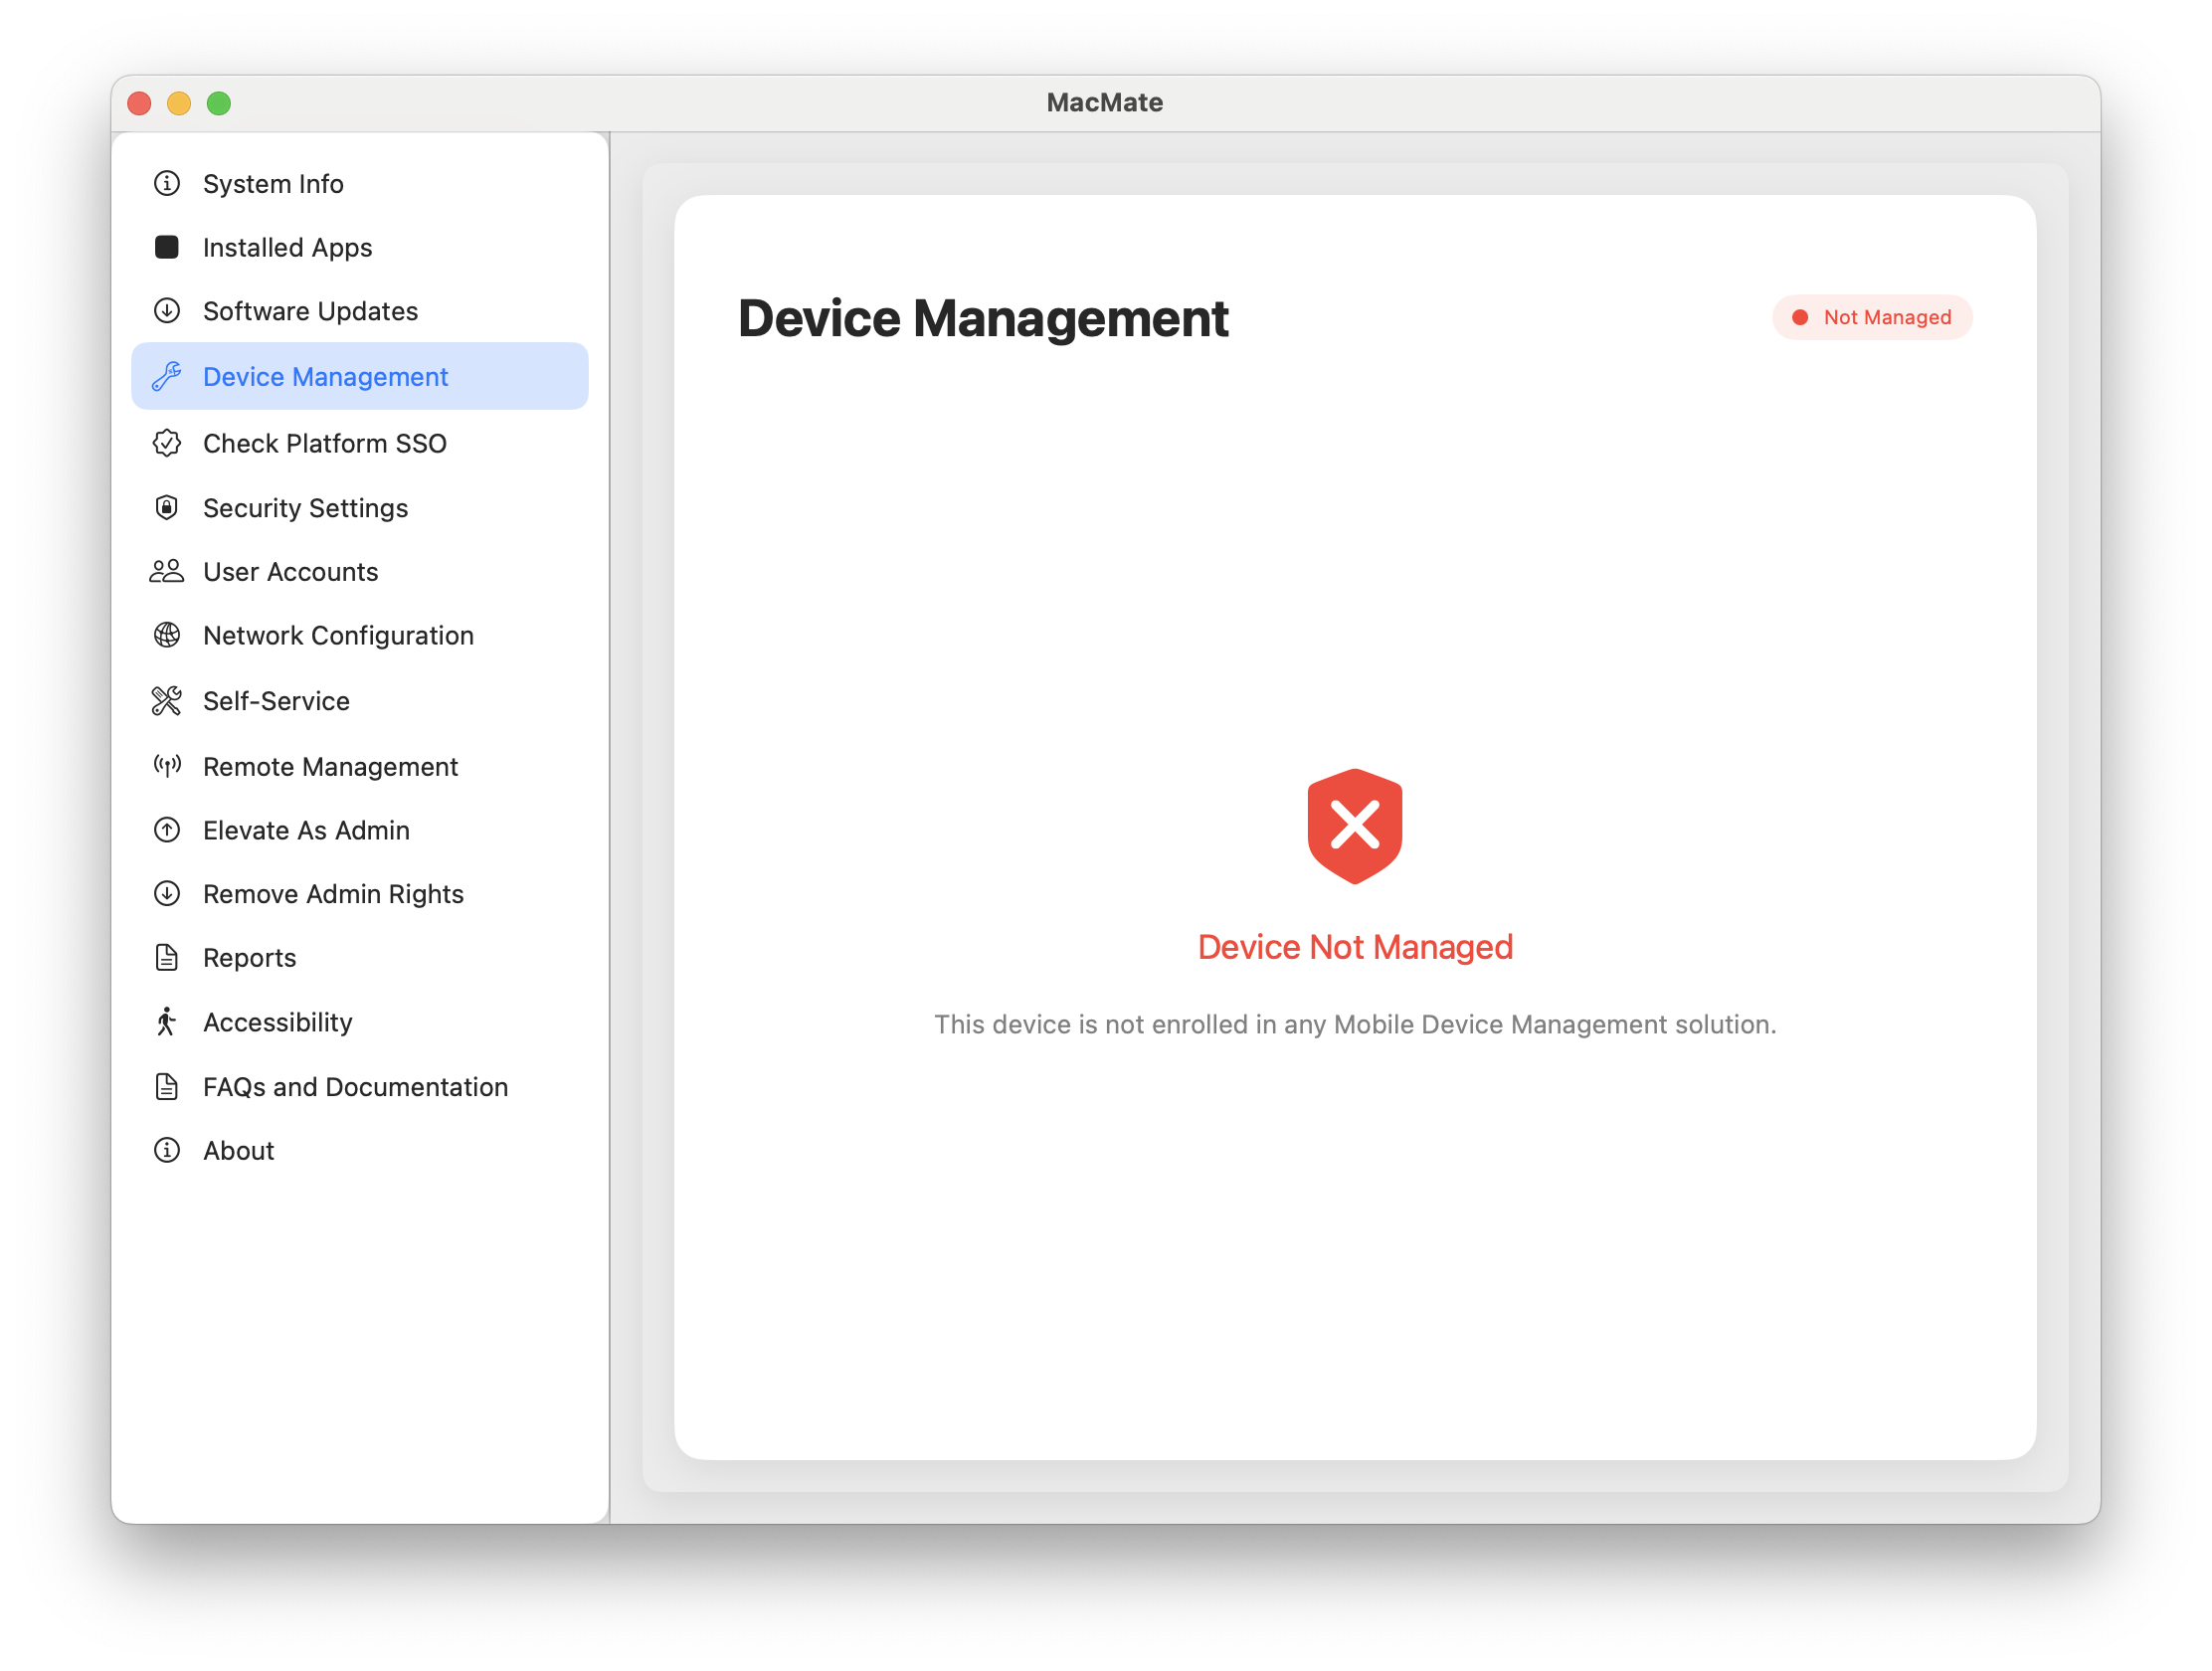 MacMate
System Info
Installed Apps
Software Updates
Device Management
Check Platform SSO
Security Settings
User Accounts
Network Configuration
Self-Service
Remote Management
Elevate As Admin
Remove Admin Rights
Reports
Accessibility
FAQs and Documentation
About
Device Management
Not Managed
Device Not Managed
This device is not enrolled in any Mobile Device Management solution.